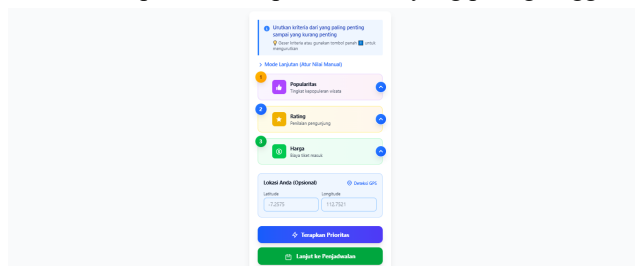 Urutkan kriteria dari yang paling penting
sampai yang kurang penting
Geser kriteria atau gunakan tombol panah untuk
mengurutkan
> Mode Lanjutan (Atur Nilai Manual)
1
Popularitas
Tingkat kepopuleran wisata
2
Rating
Penilaian pengunjung
3
Harga
Biaya tiket masuk
Lokasi Anda (Opsional) Deteksi GPS
Latitude Longitude
-7.2575 112.7521
Terapkan Prioritas
Lanjut ke Penjadwalan